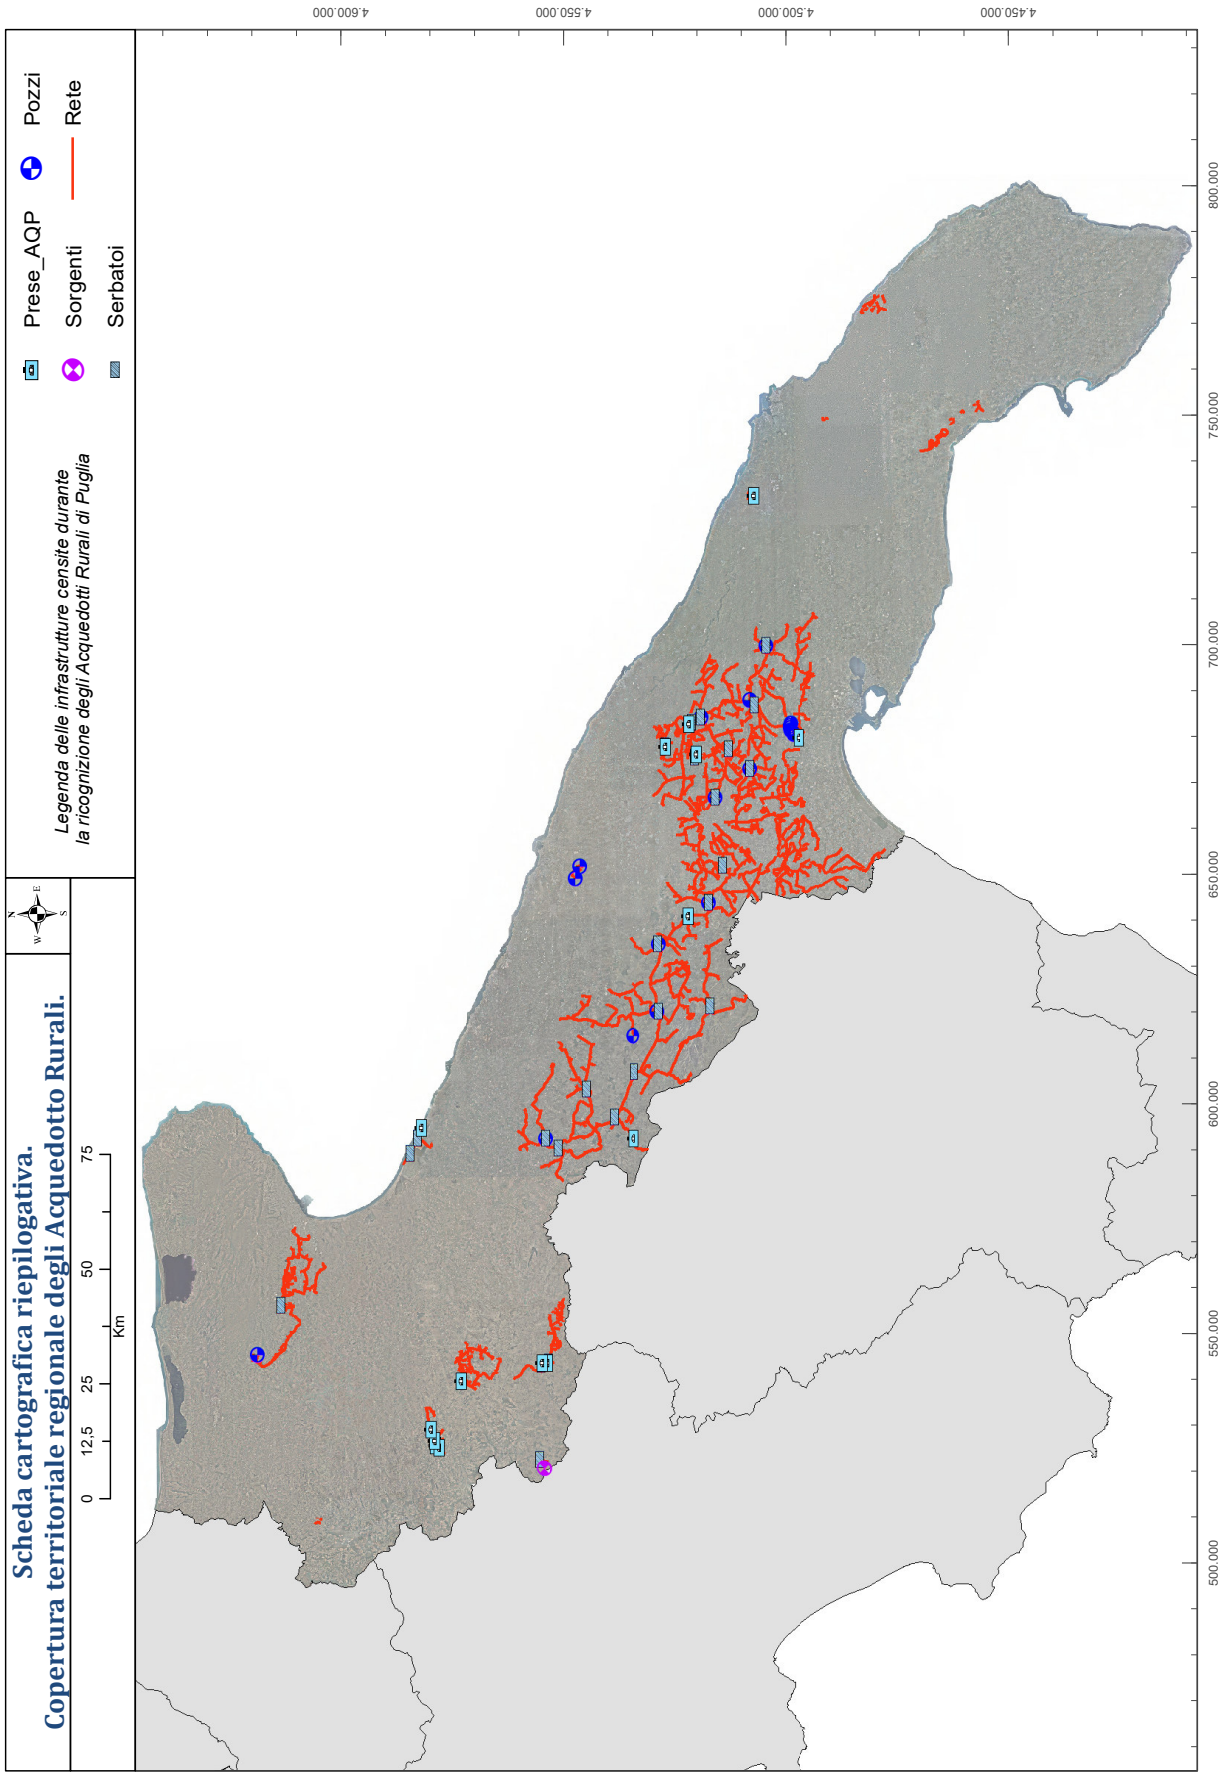 Scheda cartografica riepilogativa.
Copertura territoriale regionale degli Acquedotto Rurali.
0 12,5 25 50 75
Km
N
W E
S
Legenda delle infrastrutture censite durante
la ricognizione degli Acquedotti Rurali di Puglia
Prese_AQP
Pozzi
Sorgenti
Rete
Serbatoi
4.600.000
4.550.000
4.500.000
4.450.000
500.000
550.000
600.000
650.000
700.000
750.000
800.000